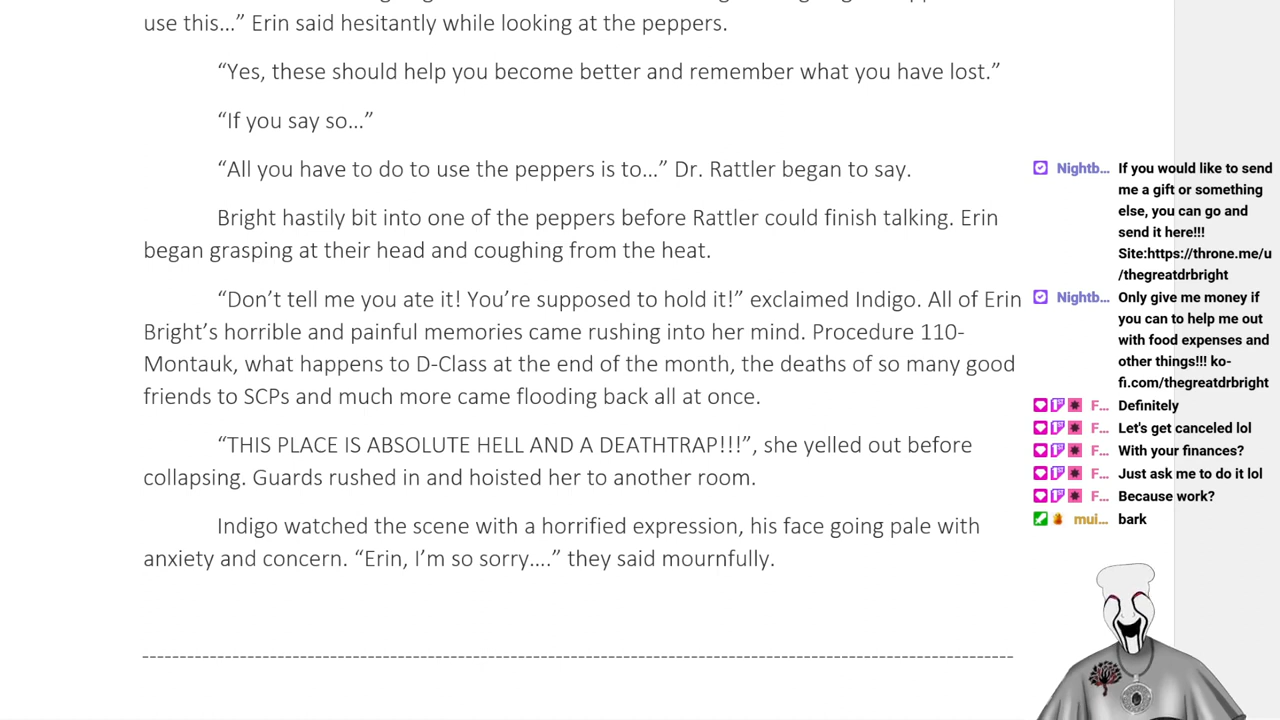 use this…” Erin said hesitantly while looking at the peppers.
“Yes, these should help you become better and remember what you have lost.”
“If you say so…”
“All you have to do to use the peppers is to…” Dr. Rattler began to say.
Bright hastily bit into one of the peppers before Rattler could finish talking. Erin
began grasping at their head and coughing from the heat.
“Don’t tell me you ate it! You’re supposed to hold it!” exclaimed Indigo. All of Erin
Bright’s horrible and painful memories came rushing into her mind. Procedure 110-
Montauk, what happens to D-Class at the end of the month, the deaths of so many good
friends to SCPs and much more came flooding back all at once.
“THIS PLACE IS ABSOLUTE HELL AND A DEATHTRAP!!!”, she yelled out before
collapsing. Guards rushed in and hoisted her to another room.
Indigo watched the scene with a horrified expression, his face going pale with
anxiety and concern. “Erin, I’m so sorry….” they said mournfully.
Nightb... If you would like to send
me a gift or something
else, you can go and
send it here!!!
Site:https://throne.me/u
/thegreatdrbright
Nightb... Only give me money if
you can to help me out
with food expenses and
other things!!! ko-
fi.com/thegreatdrbright
F... Definitely
F... Let's get canceled lol
F... With your finances?
F... Just ask me to do it lol
F... Because work?
mui... bark